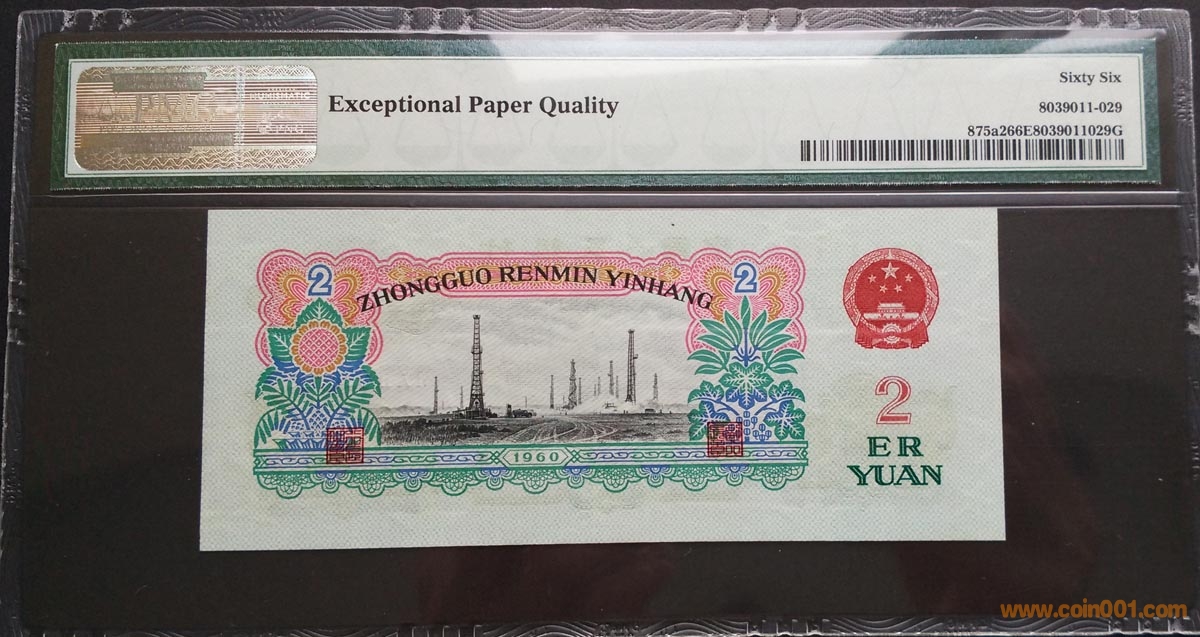 Exceptional Paper Quality
Sixty Six
8039011-029
875a266E8039011029G
2
2
ZHONGGUO RENMIN YINHANG
1960
2
ER
YUAN
www.coin001.com